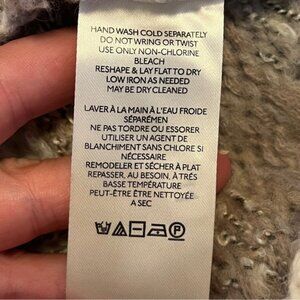 HAND WASH COLD SEPARATELY
DO NOT WRING OR TWIST
USE ONLY NON-CHLORINE
BLEACH
RESHAPE & LAY FLAT TO DRY
LOW IRON AS NEEDED
MAY BE DRY CLEANED
LAVER À LA MAIN À L'EAU FROIDE
SÉPARÉMEN
NE PAS TORDRE OU ESSORER
UTILISER UN AGENT DE
BLANCHIMENT SANS CHLORE SI
NÉCESSAIRE
REMODELER ET SÉCHER À PLAT
REPASSER, AU BESOIN, À TRÈS
BASSE TEMPÉRATURE
PEUT-ÊTRE ÊTRE NETTOYÉE
A SEC